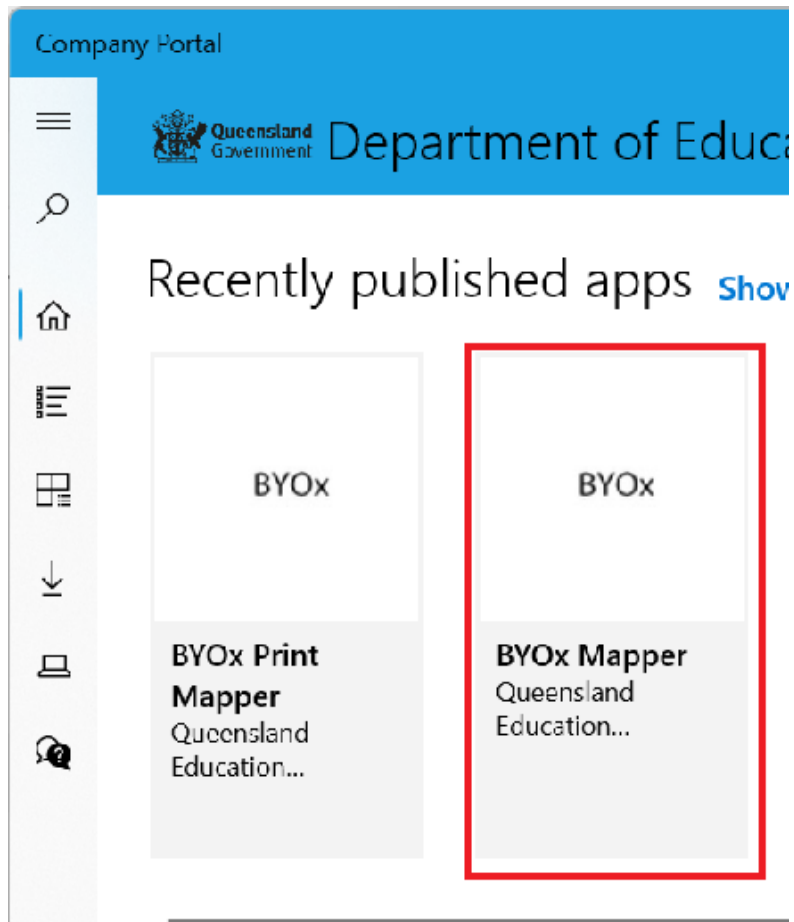 Company Portal
Queensland
Government
Department of Educa
Recently published apps Show
BYOx
BYOx
BYOx Print
Mapper
Queensland
Education...
BYOx Mapper
Queensland
Education...